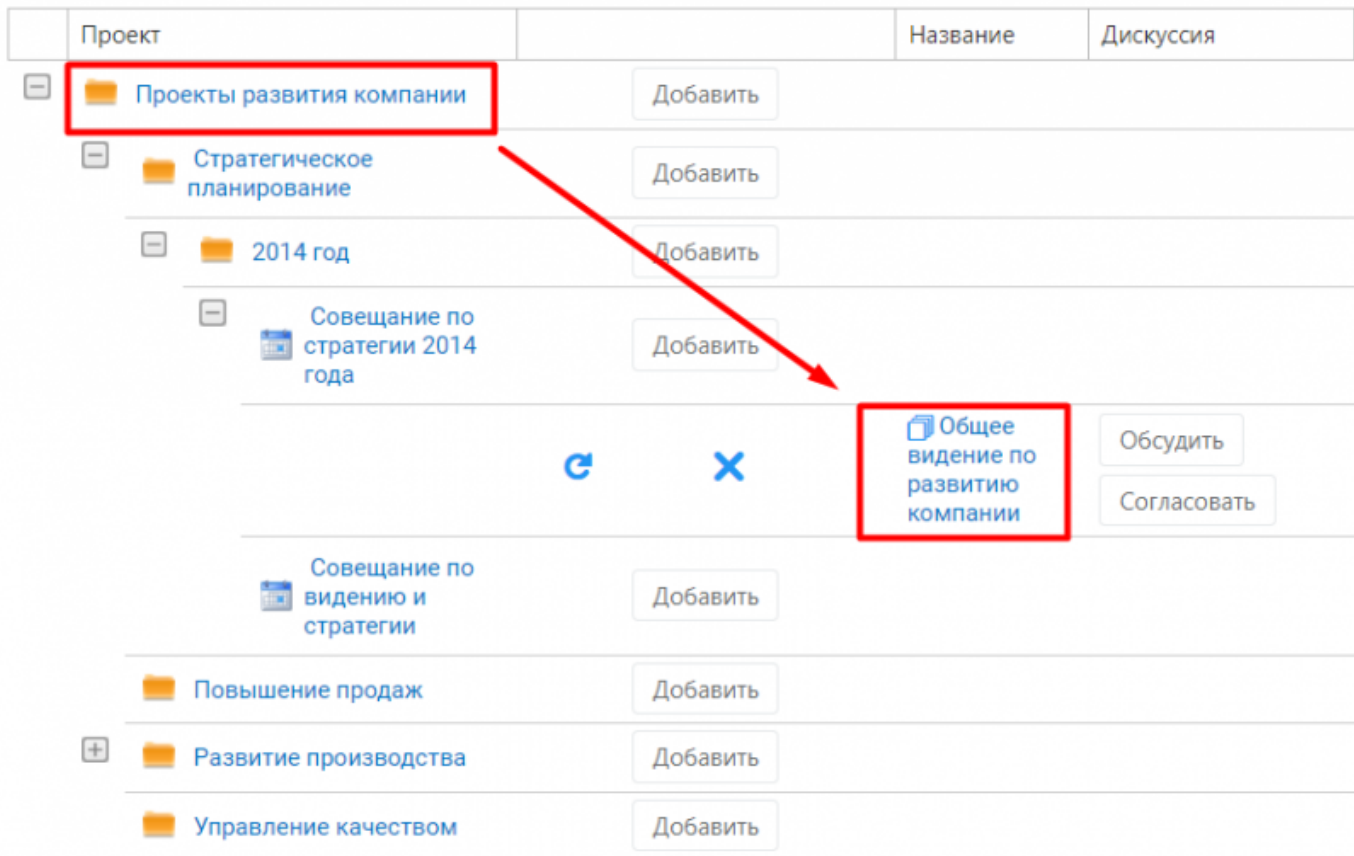 Проект Название Дискуссия
Проекты развития компании Добавить
Стратегическое
планирование
Добавить
2014 год Добавить
Совещание по
стратегии 2014
года
Добавить
Общее
видение по
развитию
компании
Обсудить
Согласовать
Совещание по
видению и
стратегии
Добавить
Повышение продаж Добавить
Развитие производства Добавить
Управление качеством Добавить